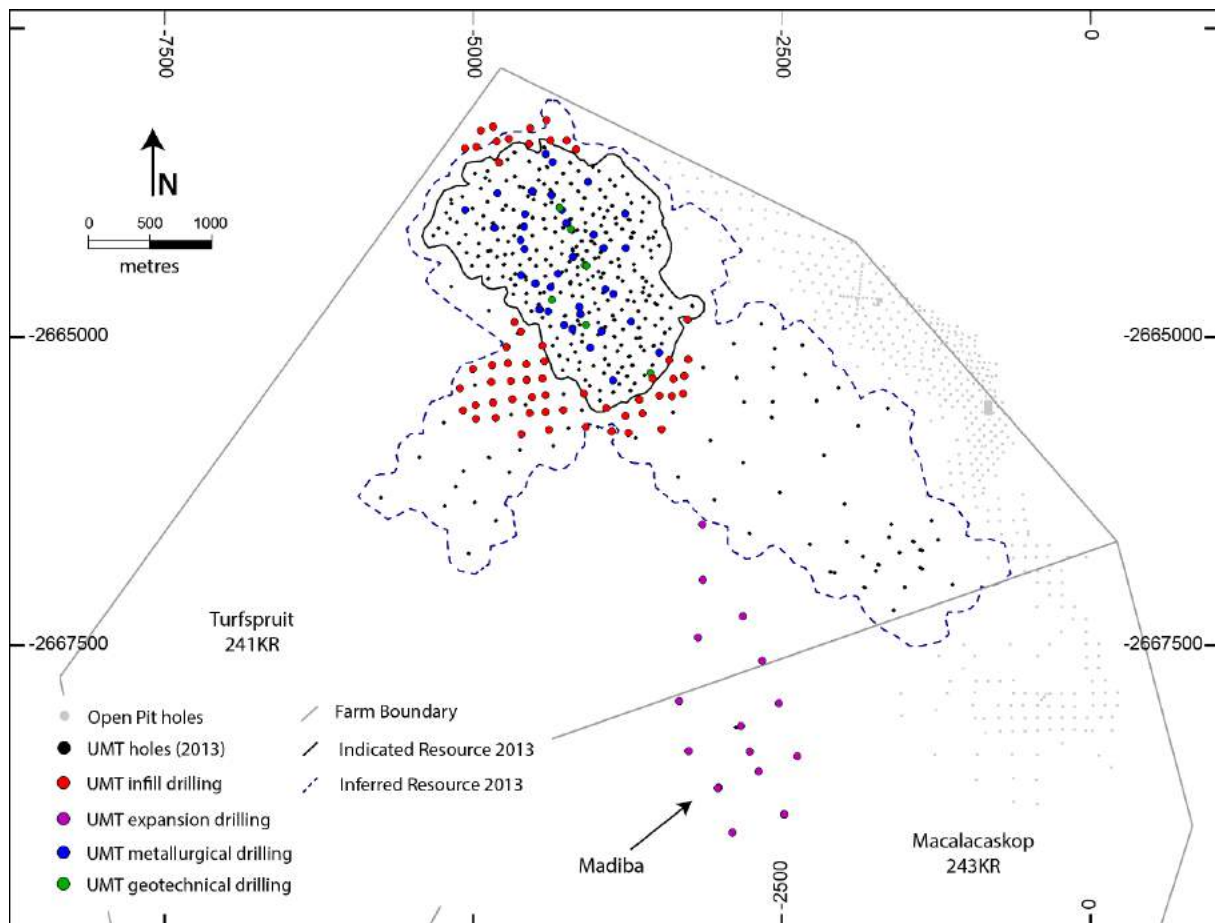 -7500
-5000
-2500
0
N
0 500 1000
metres
-2665000
-2665000
Turfspruit
241KR
-2667500
-2667500
Open Pit holes
UMT holes (2013)
UMT infill drilling
UMT expansion drilling
UMT metallurgical drilling
UMT geotechnical drilling
Farm Boundary
Indicated Resource 2013
Inferred Resource 2013
Madiba
Macalacaskop
243KR
-2500
0